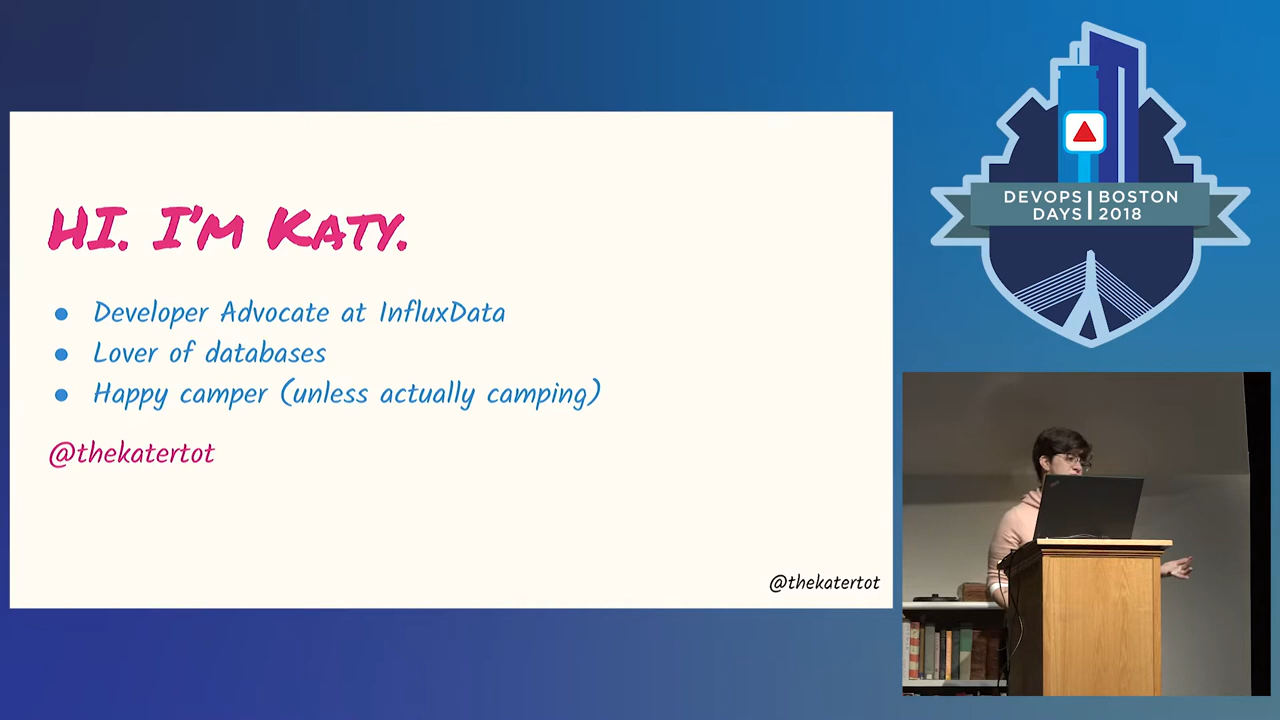 HI. I'M KATY.
● Developer Advocate at InfluxData
● Lover of databases
● Happy camper (unless actually camping)
@thekatertot
@thekatertot
DEVOPS BOSTON
DAYS 2018